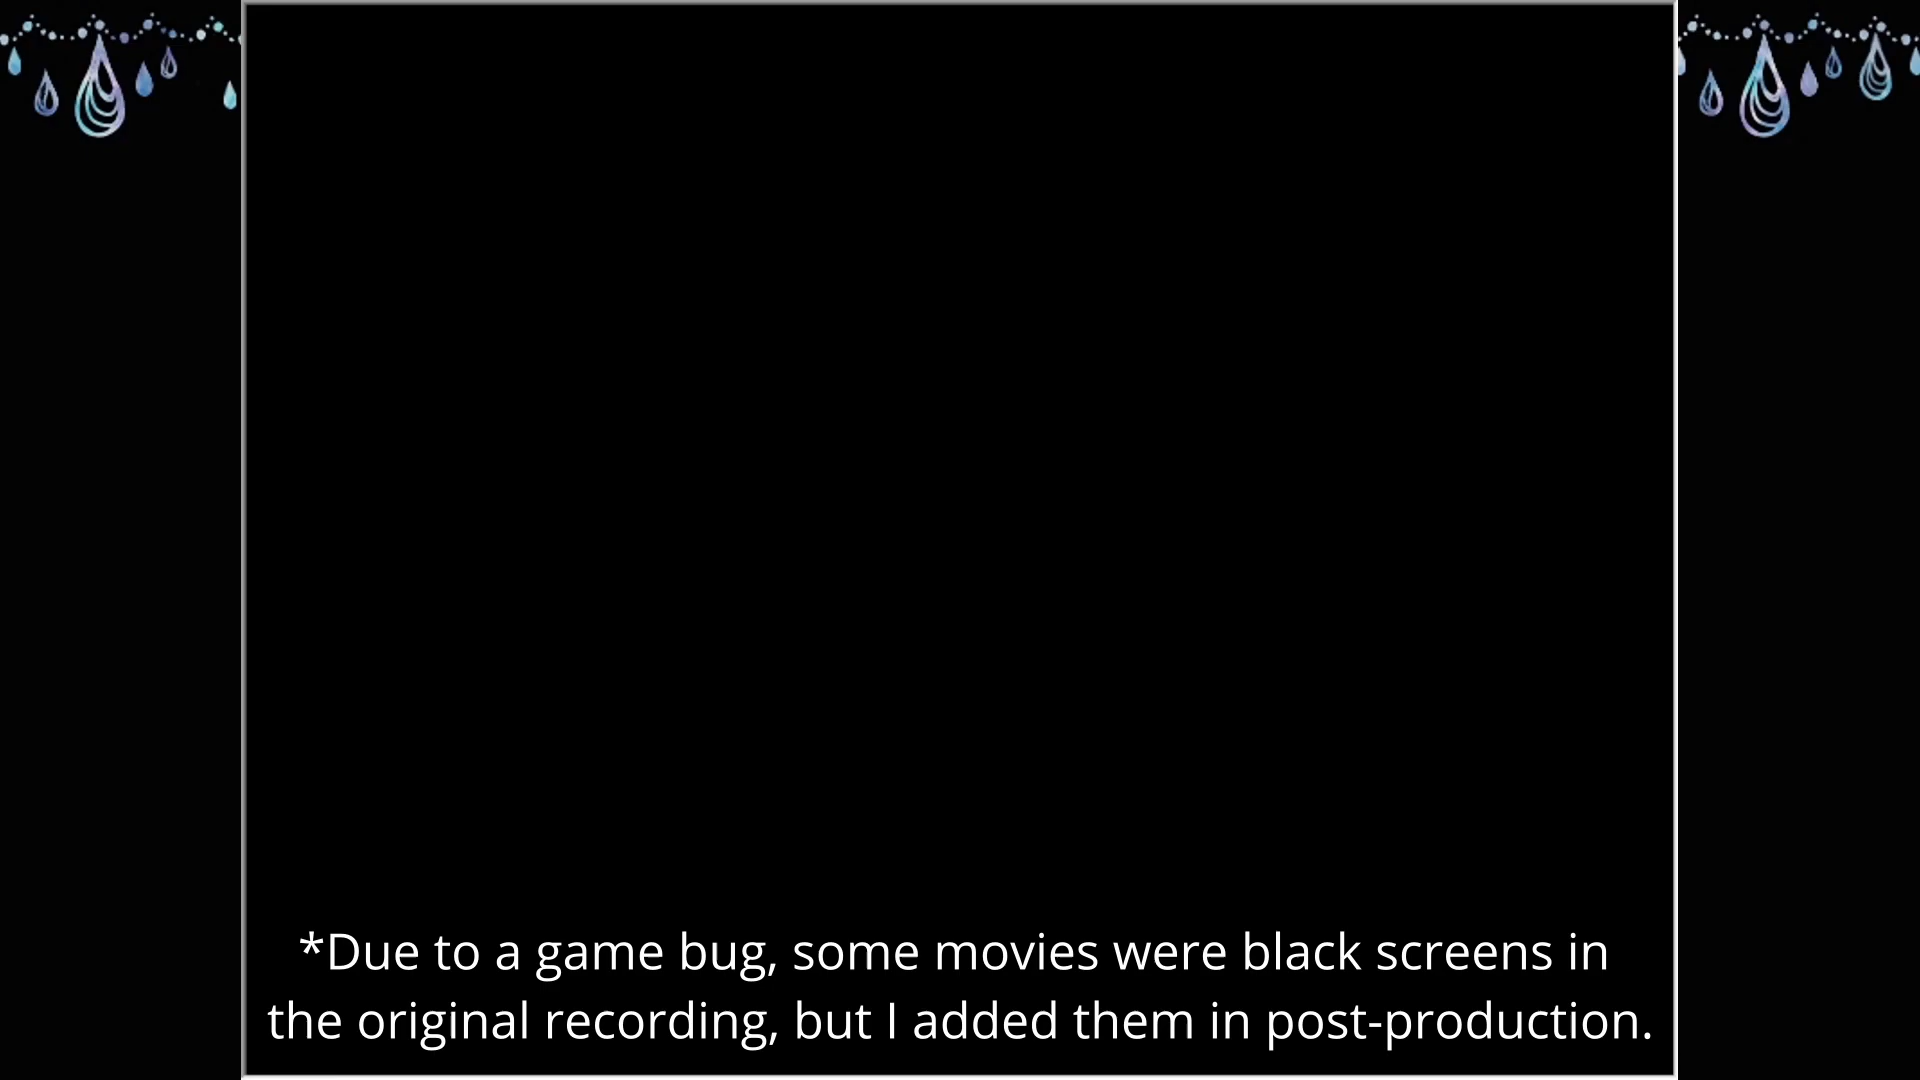 *Due to a game bug, some movies were black screens in
the original recording, but I added them in post-production.